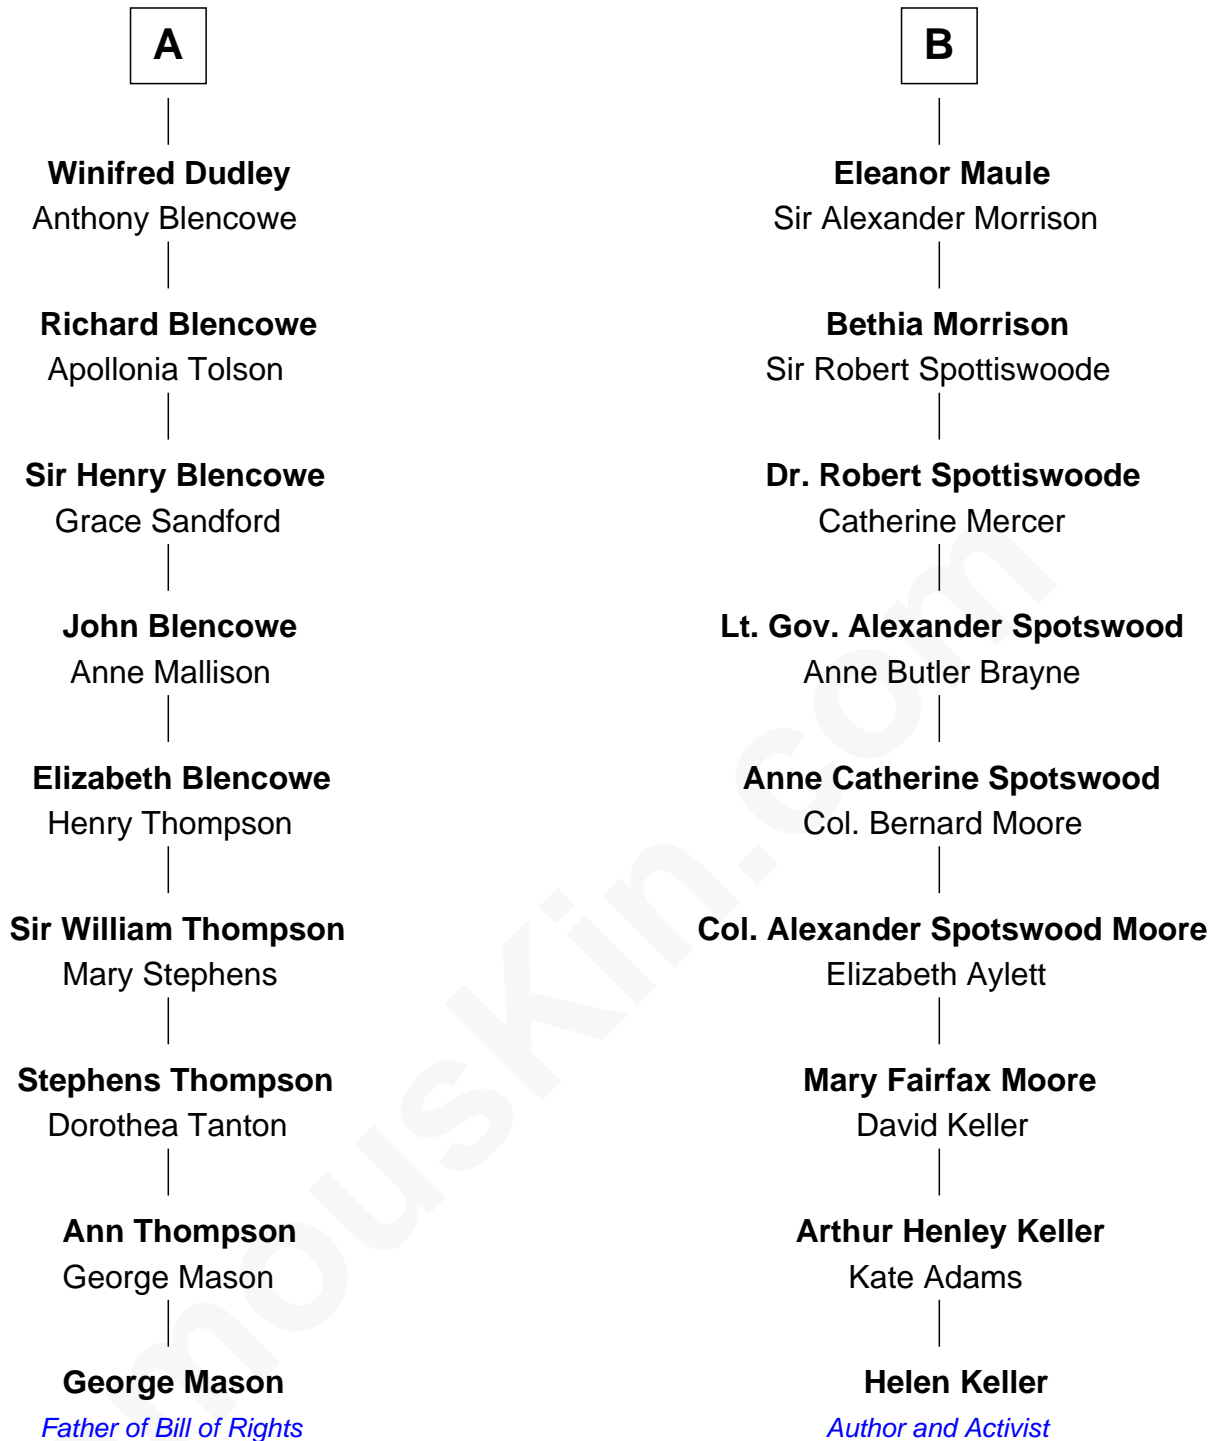 A
Winifred Dudley
Anthony Blencowe
Richard Blencowe
Apollonia Tolson
Sir Henry Blencowe
Grace Sandford
John Blencowe
Anne Mallison
Elizabeth Blencowe
Henry Thompson
Sir William Thompson
Mary Stephens
Stephens Thompson
Dorothea Tanton
Ann Thompson
George Mason
George Mason
Father of Bill of Rights
B
Eleanor Maule
Sir Alexander Morrison
Bethia Morrison
Sir Robert Spottiswoode
Dr. Robert Spottiswoode
Catherine Mercer
Lt. Gov. Alexander Spotswood
Anne Butler Brayne
Anne Catherine Spotswood
Col. Bernard Moore
Col. Alexander Spotswood Moore
Elizabeth Aylett
Mary Fairfax Moore
David Keller
Arthur Henley Keller
Kate Adams
Helen Keller
Author and Activist
mousKin.com